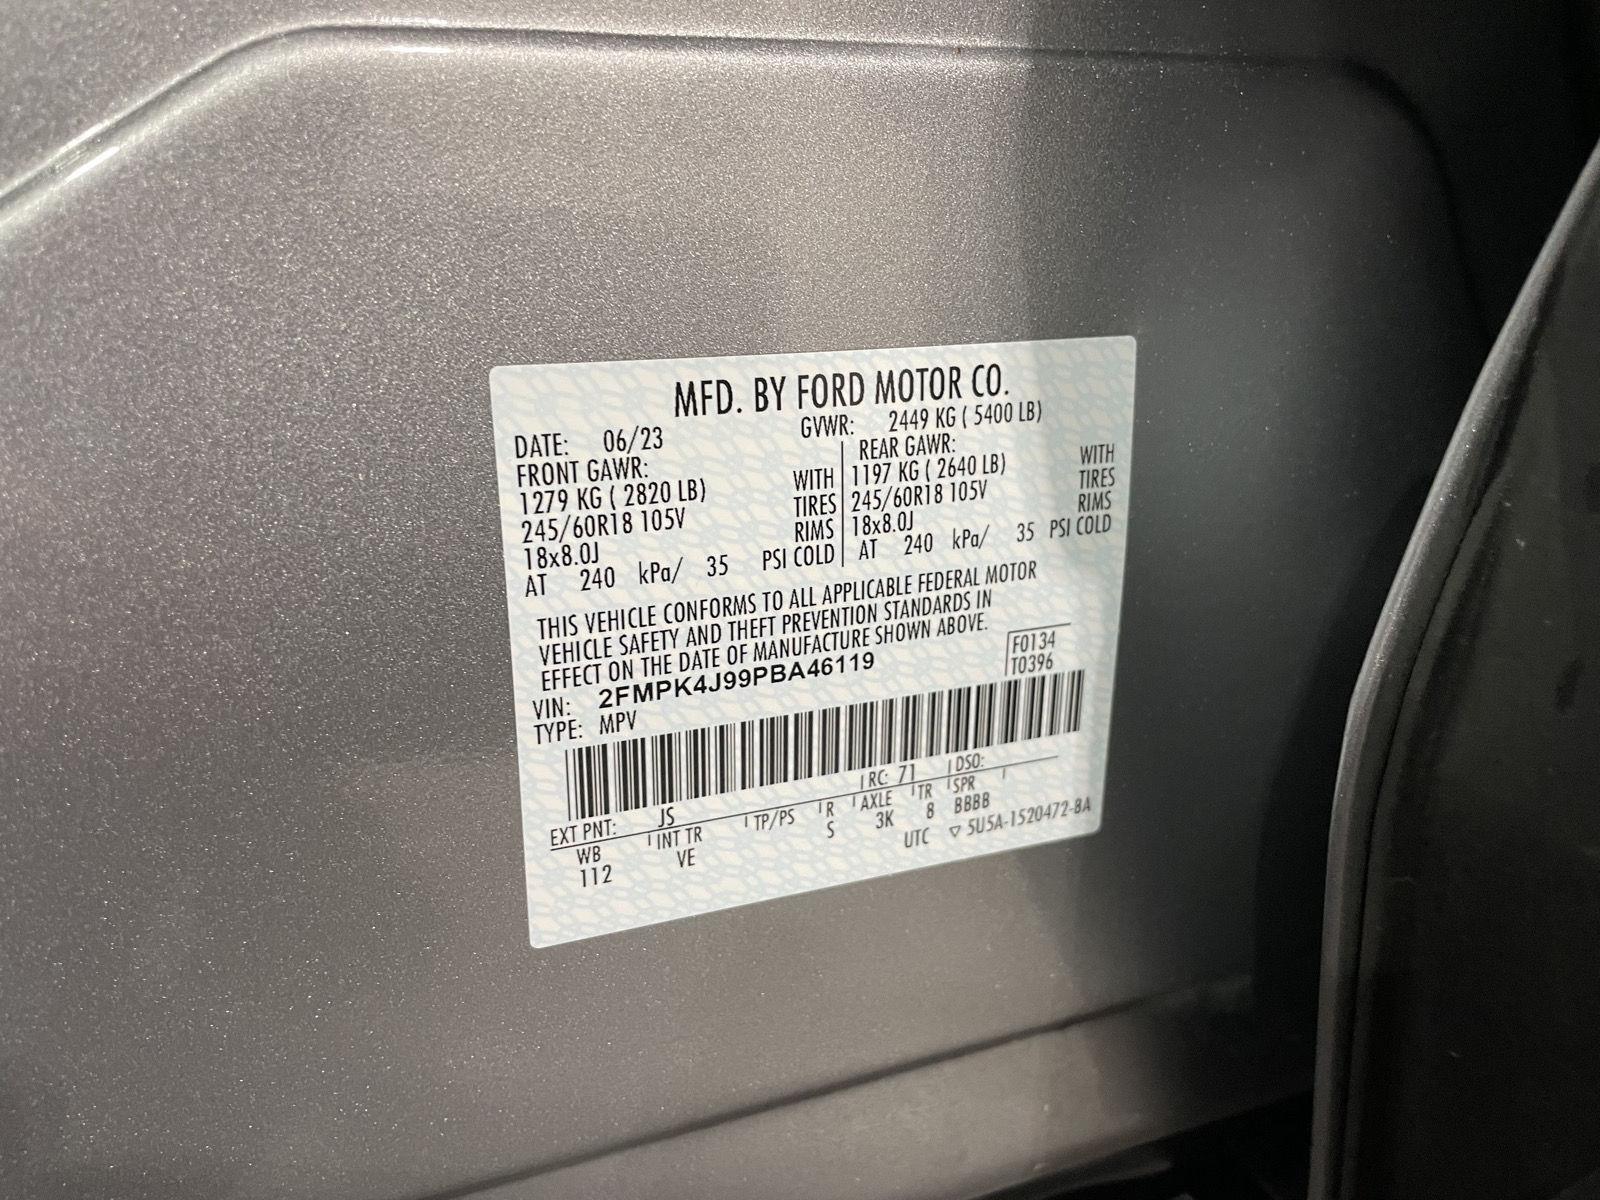 MFD. BY FORD MOTOR CO.
DATE: 06/23 GVWR: 2449 KG ( 5400 LB)
FRONT GAWR: REAR GAWR:
1279 KG ( 2820 LB) WITH 1197 KG ( 2640 LB) WITH
245/60R18 105V TIRES 245/60R18 105V TIRES
18x8.0J RIMS 18x8.0J RIMS
AT 240 kPa/ 35 PSI COLD AT 240 kPa/ 35 PSI COLD
THIS VEHICLE CONFORMS TO ALL APPLICABLE FEDERAL MOTOR
VEHICLE SAFETY AND THEFT PREVENTION STANDARDS IN
EFFECT ON THE DATE OF MANUFACTURE SHOWN ABOVE.
VIN: 2FMPK4J99PBA46119 F0134
TYPE: MPV T0396
EXT PNT: JS RC: 71 DSO:
WB INT TR TP/PS R AXLE TR SPR
112 VE S 3K 8 BBBB
UTC ▽ 5U5A-1520472-BA